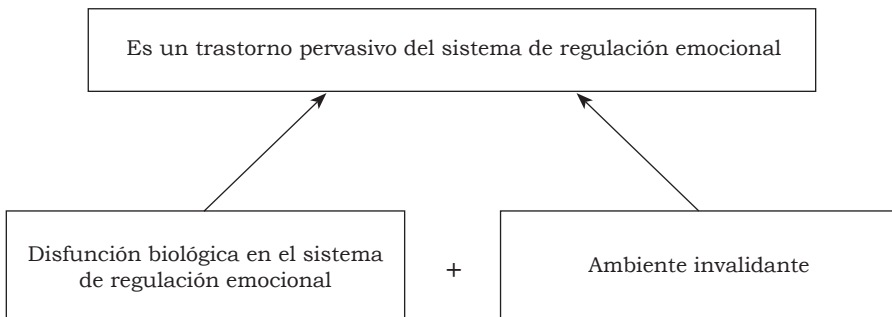 Es un trastorno pervasivo del sistema de regulación emocional
Disfunción biológica en el sistema
de regulación emocional
+
Ambiente invalidante